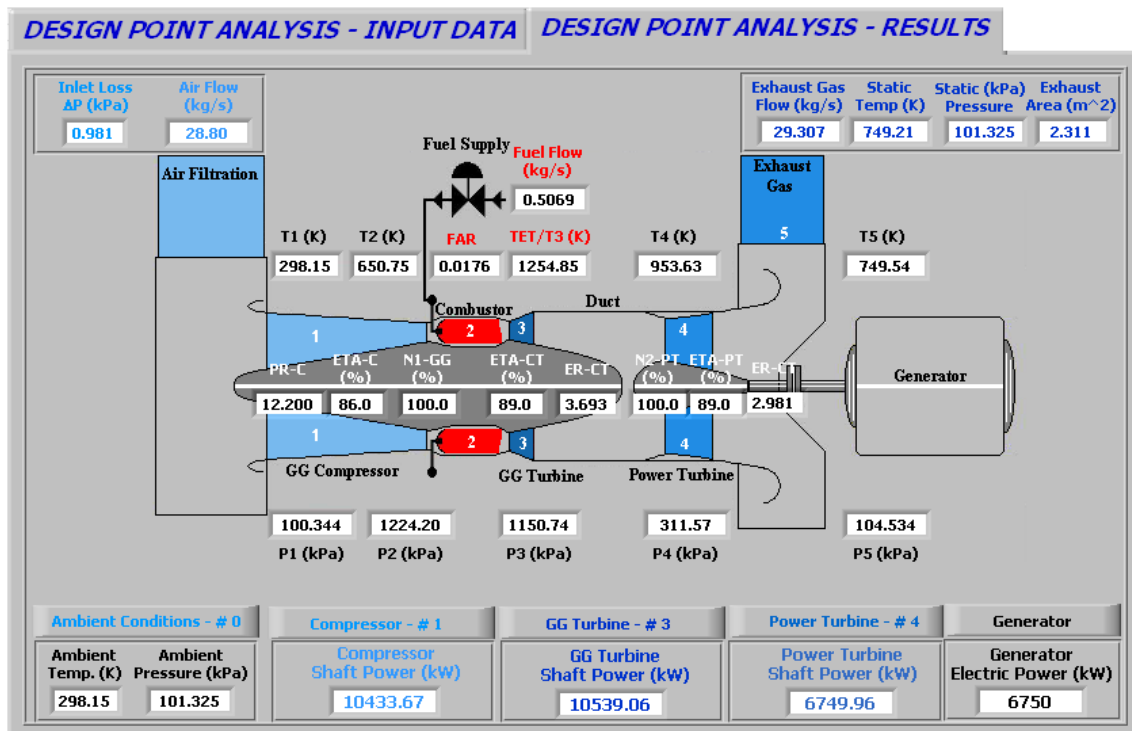 DESIGN POINT ANALYSIS - INPUT DATA
DESIGN POINT ANALYSIS - RESULTS
Inlet Loss
ΔP (kPa)
0.981
Air Flow
(kg/s)
28.80
Exhaust Gas
Flow (kg/s)
29.307
Static
Temp (K)
749.21
Static (kPa)
Pressure
101.325
Exhaust
Area (m^2)
2.311
Air Filtration
Fuel Supply
Fuel Flow
(kg/s)
0.5069
Exhaust
Gas
5
T1 (K)
298.15
T2 (K)
650.75
FAR
0.0176
TET/T3 (K)
1254.85
T4 (K)
953.63
T5 (K)
749.54
Combustor
Duct
1
2
3
4
PR-C
12.200
ETA-C
(%)
86.0
N1-GG
(%)
100.0
ETA-CT
(%)
89.0
ER-CT
3.693
N2-PT
(%)
100.0
ETA-PT
(%)
89.0
ER-CT
2.981
Generator
1
2
3
4
GG Compressor
GG Turbine
Power Turbine
100.344
P1 (kPa)
1224.20
P2 (kPa)
1150.74
P3 (kPa)
311.57
P4 (kPa)
104.534
P5 (kPa)
Ambient Conditions - # 0
Ambient
Temp. (K)
298.15
Ambient
Pressure (kPa)
101.325
Compressor - # 1
Compressor
Shaft Power (kW)
10433.67
GG Turbine - # 3
GG Turbine
Shaft Power (kW)
10539.06
Power Turbine - # 4
Power Turbine
Shaft Power (kW)
6749.96
Generator
Generator
Electric Power (kW)
6750